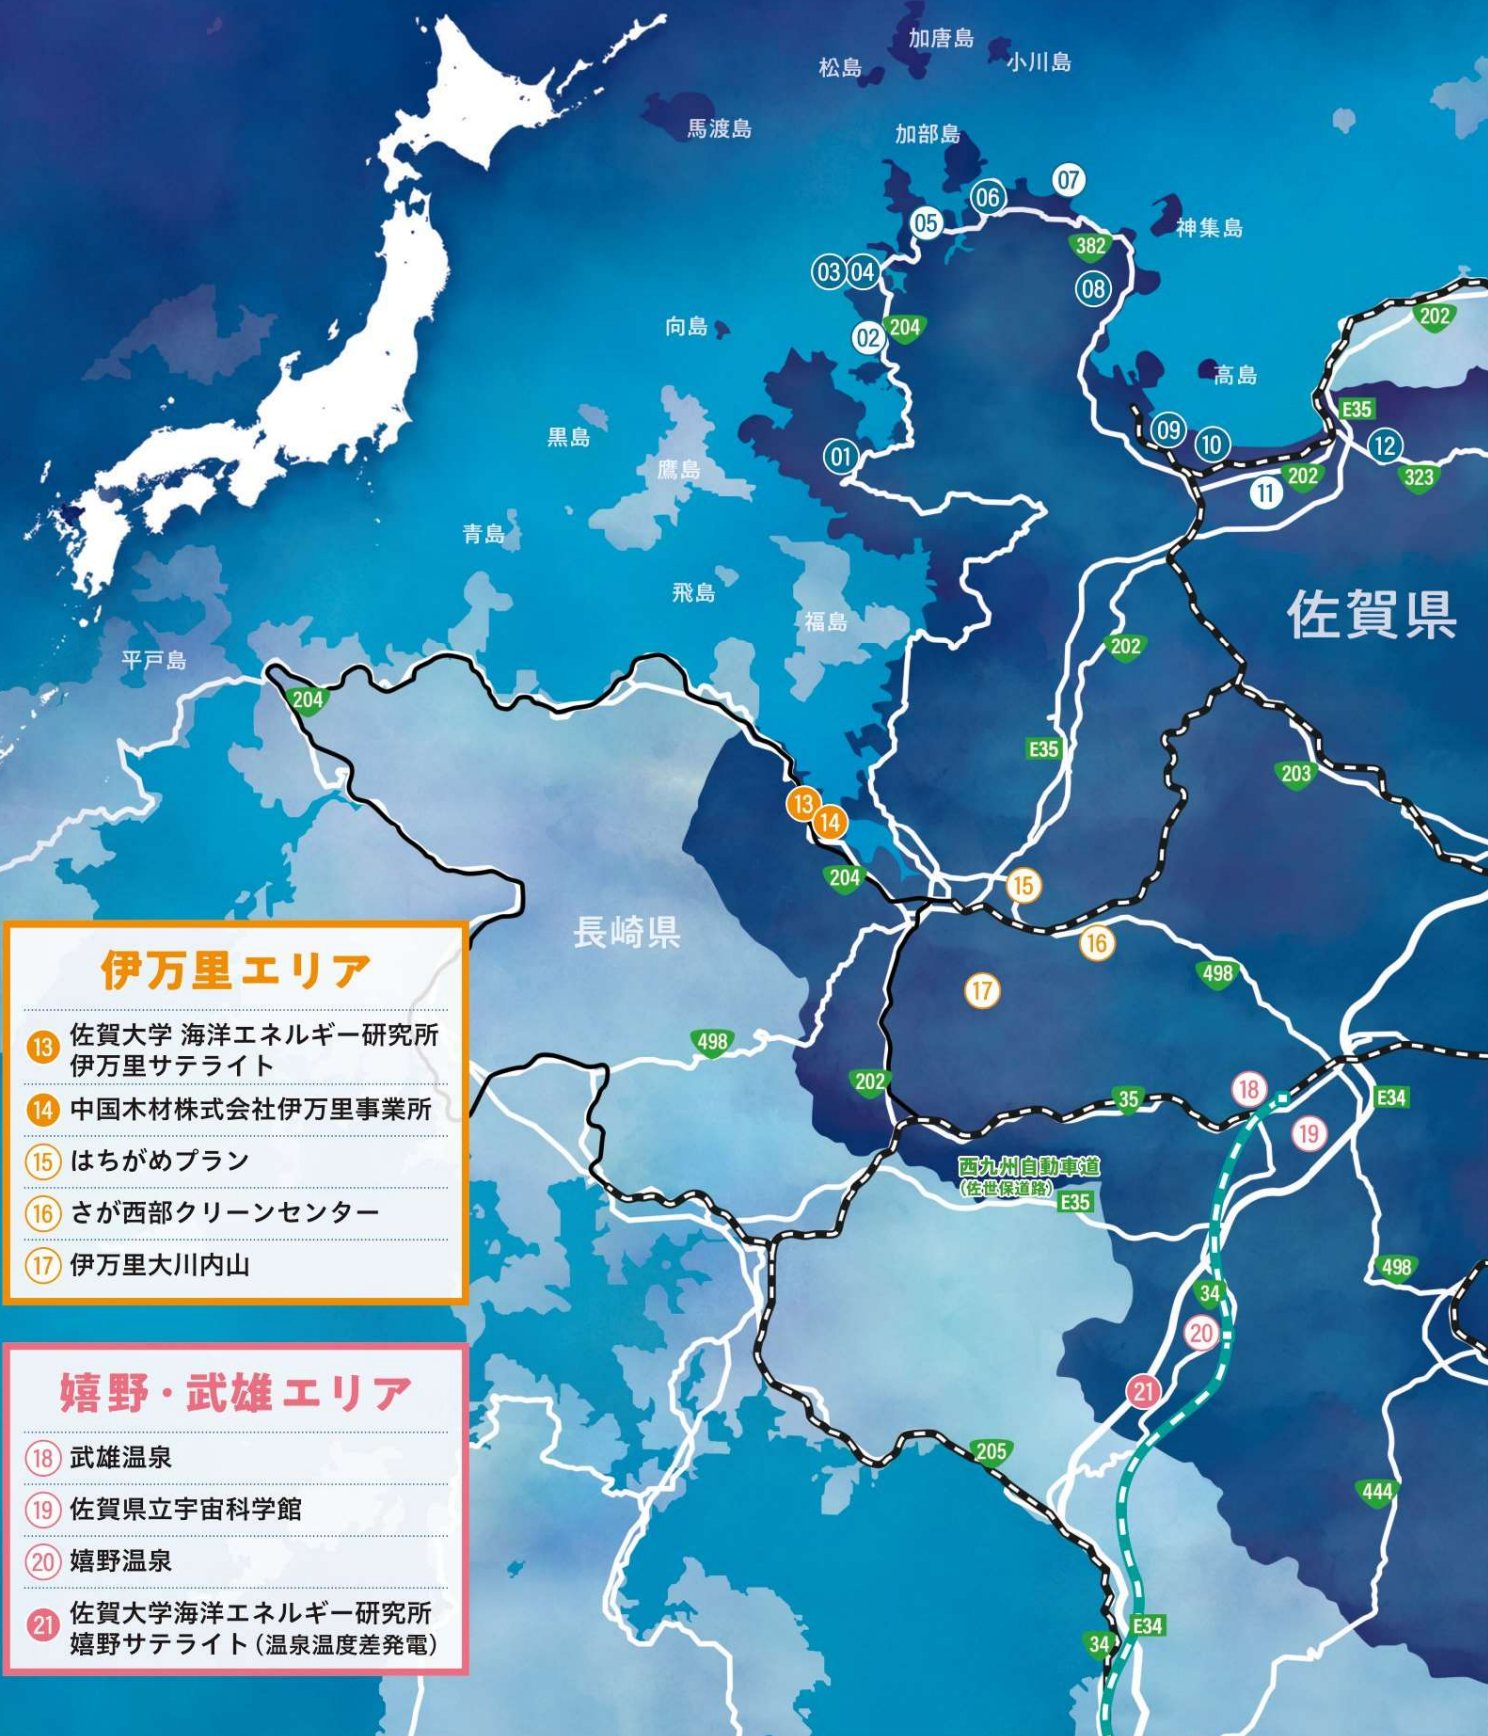 加唐島
松島
小川島
馬渡島
加部島
07
06
05
神集島
382
03
04
08
向島
02
204
202
高島
E35
黒島
01
09
10
12
鷹島
202
323
11
青島
飛島
福島
佐賀県
202
平戸島
204
E35
203
13
14
204
15
長崎県
16
498
17
498
202
35
18
E34
19
西九州自動車道
(佐世保道路)
E35
498
34
20
21
205
444
E34
34
伊万里エリア
13 佐賀大学 海洋エネルギー研究所
伊万里サテライト
14 中国木材株式会社伊万里事業所
15 はちがめプラン
16 さが西部クリーンセンター
17 伊万里大川内山
嬉野・武雄エリア
18 武雄温泉
19 佐賀県立宇宙科学館
20 嬉野温泉
21 佐賀大学海洋エネルギー研究所
嬉野サテライト(温泉温度差発電)